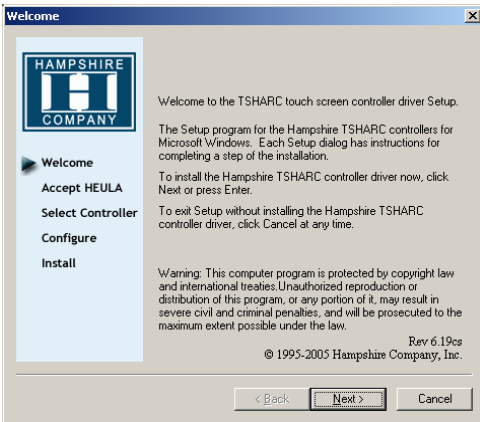 Welcome
HAMPSHIRE
H
COMPANY
Welcome
Accept HEULA
Select Controller
Configure
Install
Welcome to the TSHARC touch screen controller driver Setup.
The Setup program for the Hampshire TSHARC controllers for
Microsoft Windows. Each Setup dialog has instructions for
completing a step of the installation.
To install the Hampshire TSHARC controller driver now, click
Next or press Enter.
To exit Setup without installing the Hampshire TSHARC
controller driver, click Cancel at any time.
Warning: This computer program is protected by copyright law
and international treaties.Unauthorized reproduction or
distribution of this program, or any portion of it, may result in
severe civil and criminal penalties, and will be prosecuted to the
maximum extent possible under the law.
Rev 6.19cs
© 1995-2005 Hampshire Company, Inc.
< Back
Next >
Cancel